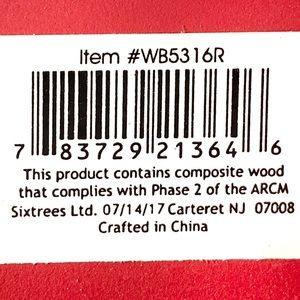 Item #WB5316R
7 83729 21364 6
This product contains composite wood
that complies with Phase 2 of the ARCM
Sixtrees Ltd. 07/14/17 Carteret NJ 07008
Crafted in China